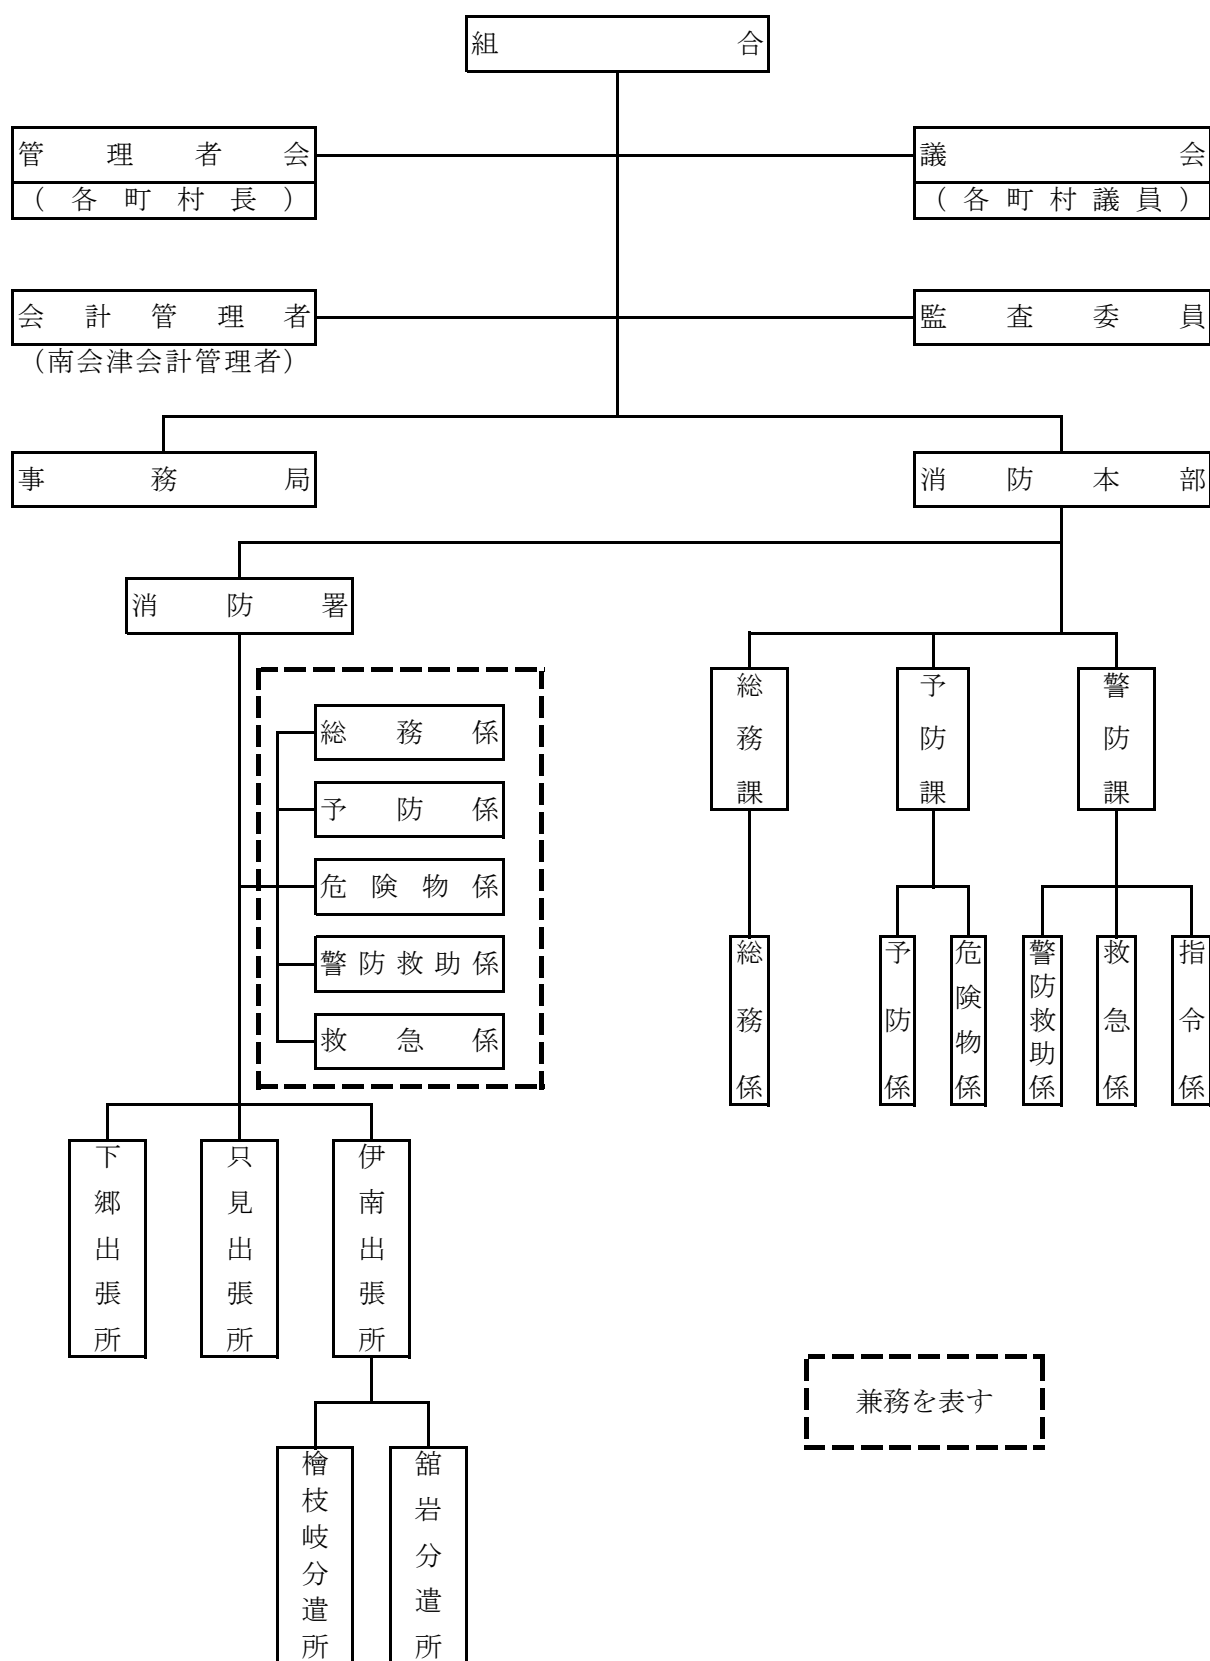 組合
管理者会
(各町村長)
議会
(各町村議員)
会計管理者
(南会津会計管理者)
監査委員
事務局
消防本部
消防署
総務係
予防係
危険物係
警防救助係
救急係
総務課
予防課
警防課
総務係
予防係
危険物係
警防救助係
救急係
指令係
下郷出張所
只見出張所
伊南出張所
檜枝岐分遣所
舘岩分遣所
兼務を表す